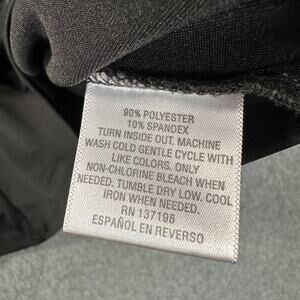 90% POLYESTER
10% SPANDEX
TURN INSIDE OUT. MACHINE
WASH COLD GENTLE CYCLE WITH
LIKE COLORS. ONLY
NON-CHLORINE BLEACH WHEN
NEEDED. TUMBLE DRY LOW. COOL
IRON WHEN NEEDED.
RN 137198
ESPAÑOL EN REVERSO